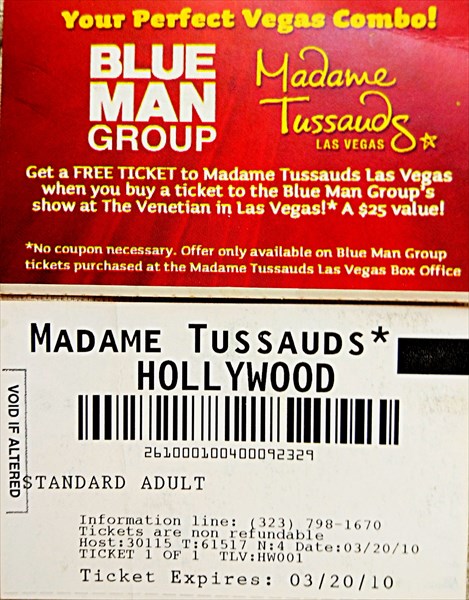 Your Perfect Vegas Combo!
BLUE
MAN
GROUP
Madame
Tussauds
LAS VEGAS
Get a FREE TICKET to Madame Tussauds Las Vegas
when you buy a ticket to the Blue Man Group's
show at The Venetian in Las Vegas!* A $25 value!
*No coupon necessary. Offer only available on Blue Man Group
tickets purchased at the Madame Tussauds Las Vegas Box Office
MADAME TUSSAUDS*
HOLLYWOOD
261000100400092329
VOID IF ALTERED
STANDARD ADULT
Information line: (323) 798-1670
Tickets are non refundable
Host:30115 T:61517 N:4 Date:03/20/10
TICKET 1 OF 1 TLV:HW001
Ticket Expires: 03/20/10